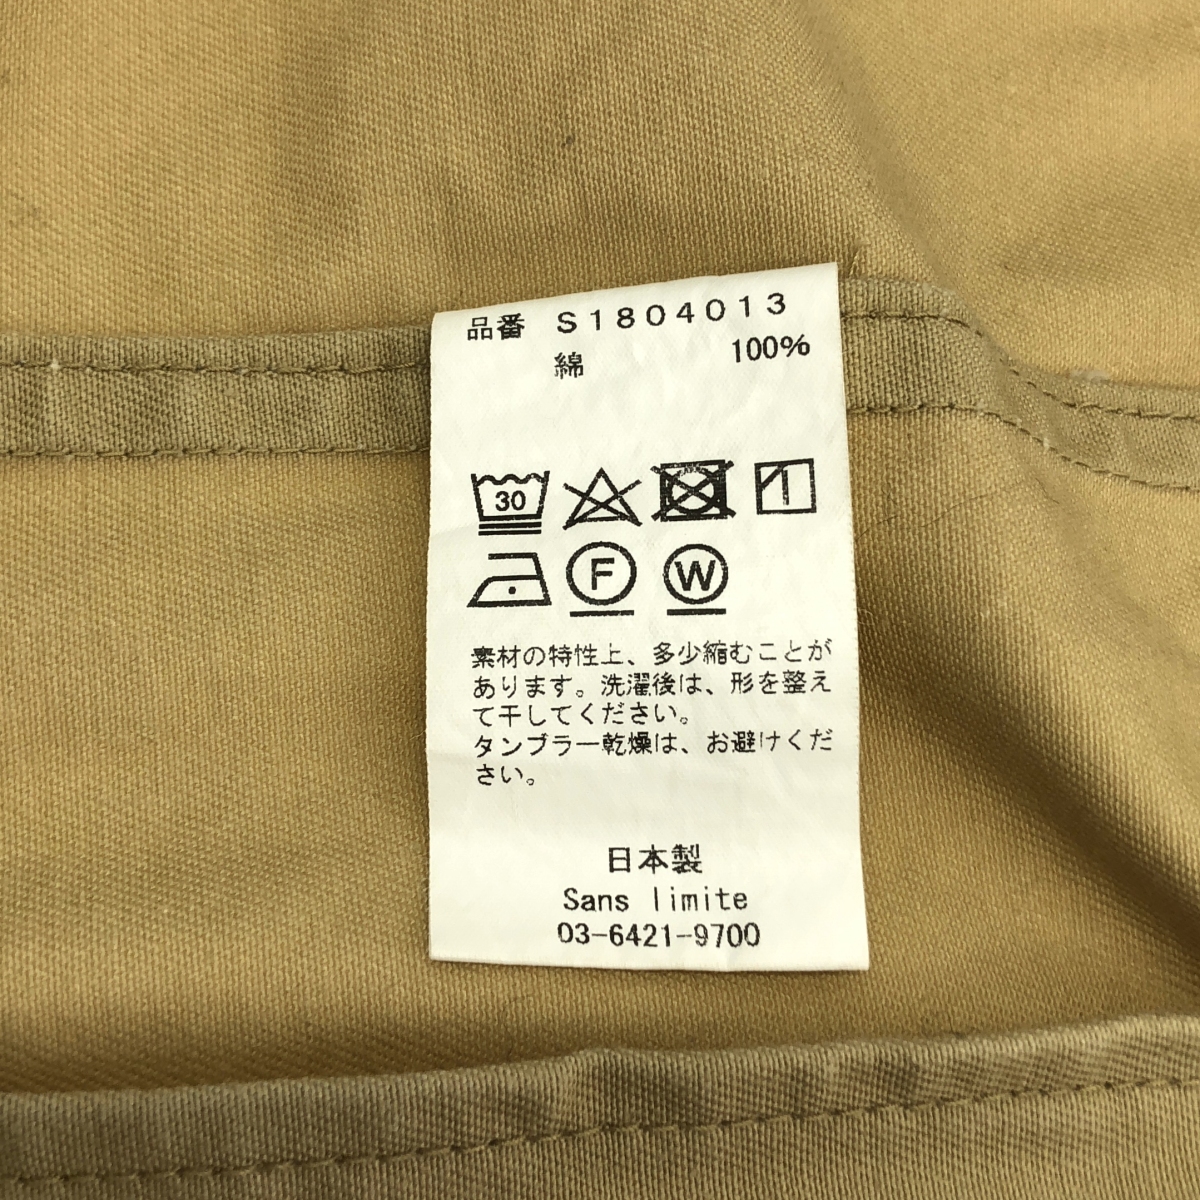 品番 S1804013
綿 100%
30
F W
素材の特性上、多少縮むことが
あります。洗濯後は、形を整え
て干してください。
タンブラー乾燥は、お避けくだ
さい。
日本製
Sans limite
03-6421-9700